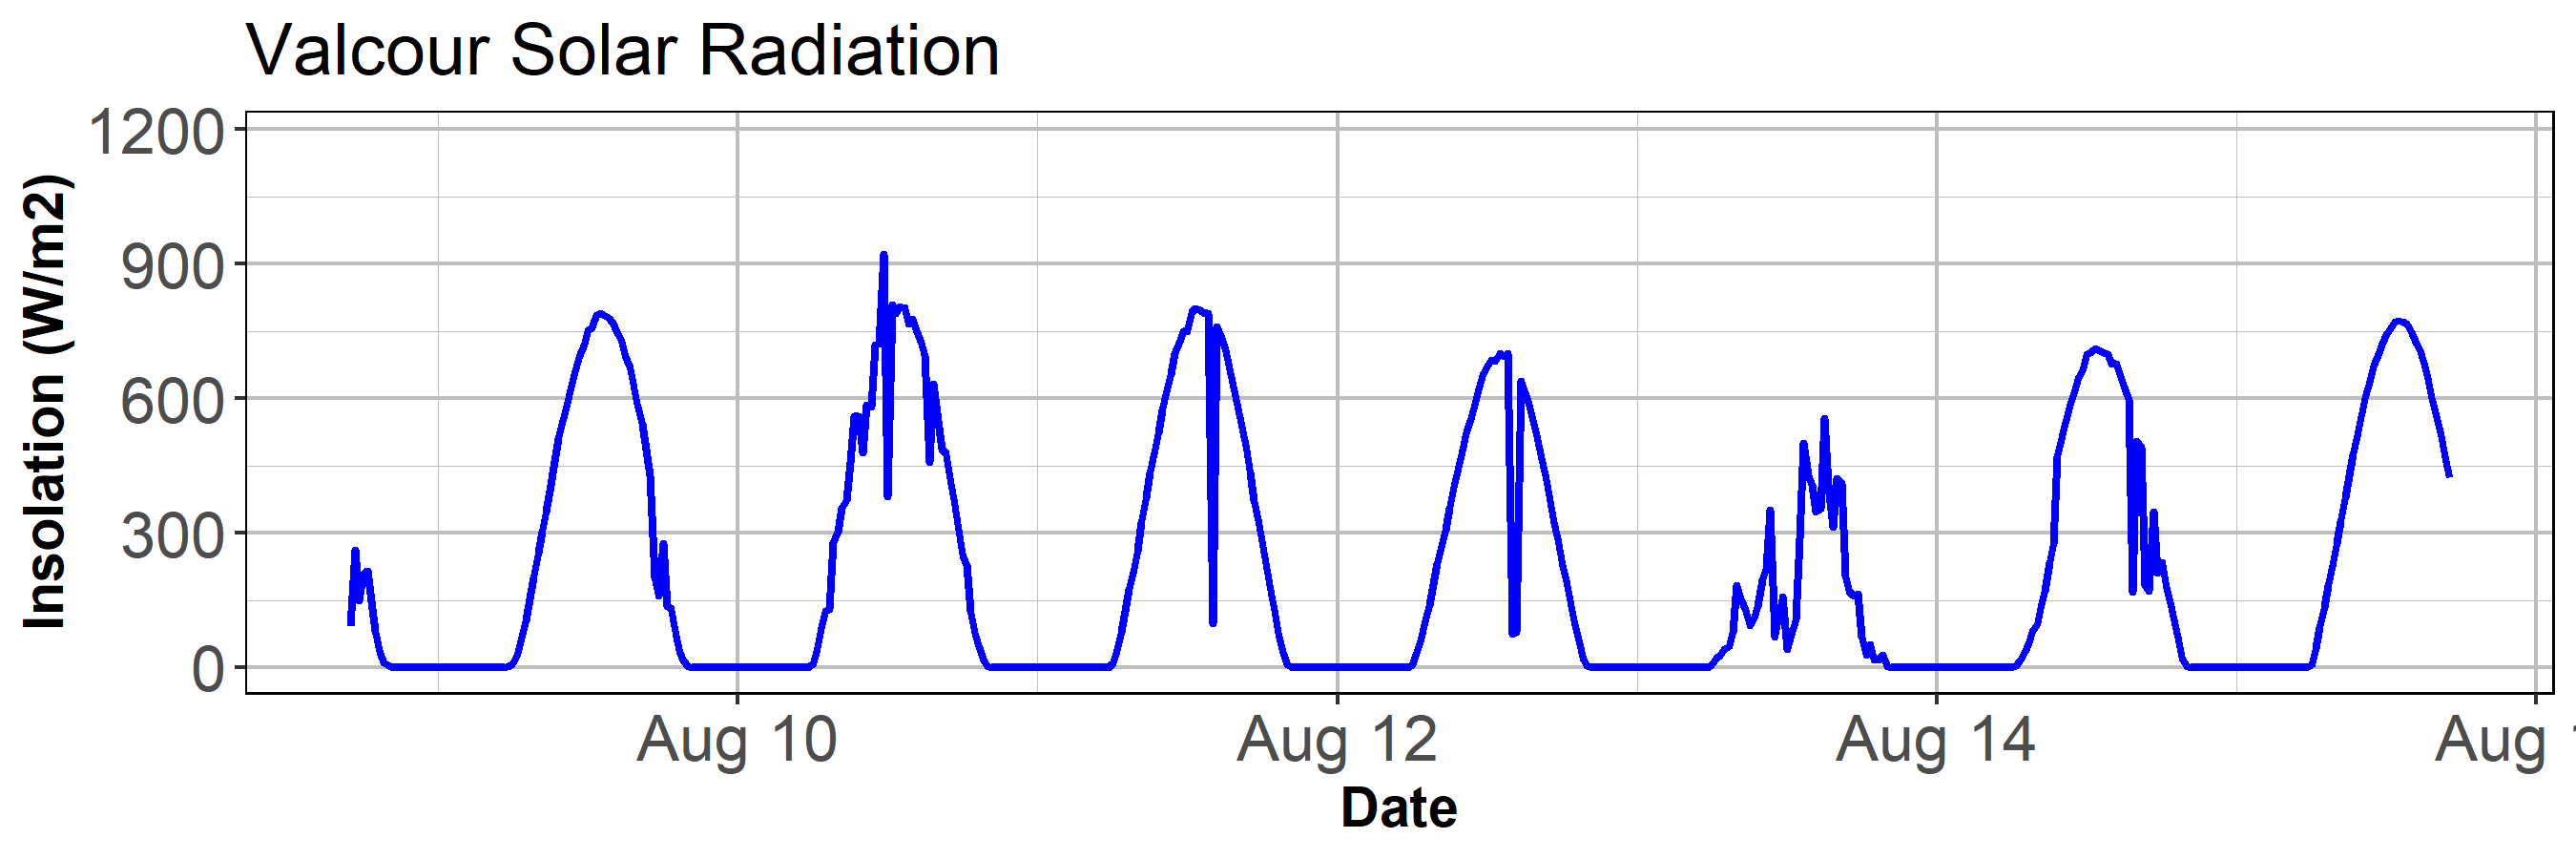 Valcour Solar Radiation
1200
900
600
300
0
Insolation (W/m2)
Aug 10 Aug 12 Aug 14 Aug
Date